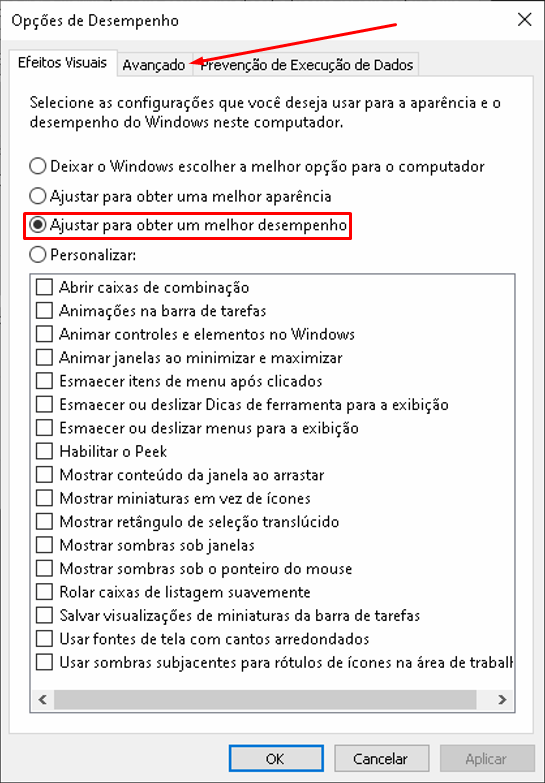 Opções de Desempenho
Efeitos Visuais
Avançado
Prevenção de Execução de Dados
Selecione as configurações que você deseja usar para a aparência e o
desempenho do Windows neste computador.
Deixar o Windows escolher a melhor opção para o computador
Ajustar para obter uma melhor aparência
Ajustar para obter um melhor desempenho
Personalizar:
Abrir caixas de combinação
Animações na barra de tarefas
Animar controles e elementos no Windows
Animar janelas ao minimizar e maximizar
Esmaecer itens de menu após clicados
Esmaecer ou deslizar Dicas de ferramenta para a exibição
Esmaecer ou deslizar menus para a exibição
Habilitar o Peek
Mostrar conteúdo da janela ao arrastar
Mostrar miniaturas em vez de ícones
Mostrar retângulo de seleção translúcido
Mostrar sombras sob janelas
Mostrar sombras sob o ponteiro do mouse
Rolar caixas de listagem suavemente
Salvar visualizações de miniaturas da barra de tarefas
Usar fontes de tela com cantos arredondados
Usar sombras subjacentes para rótulos de ícones na área de trabal
OK
Cancelar
Aplicar